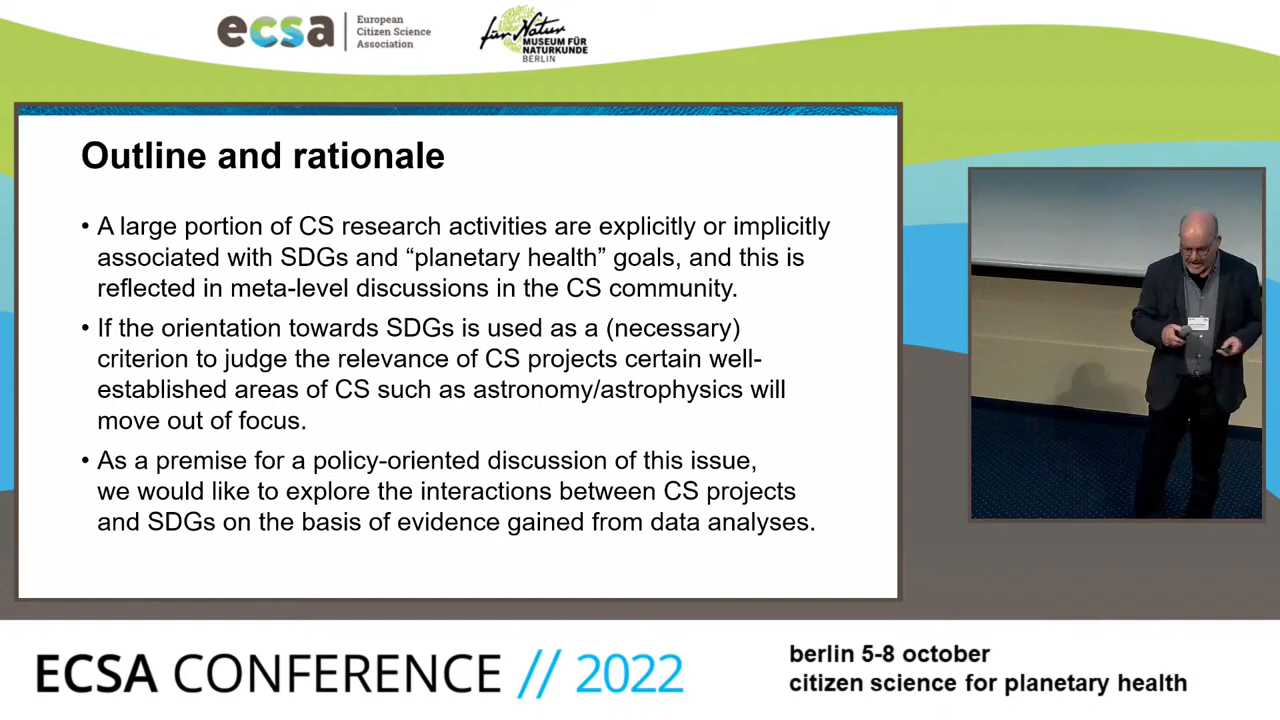 ecsa
European
Citizen Science
Association
für Natur
MUSEUM FÜR
NATURKUNDE
BERLIN
Outline and rationale
• A large portion of CS research activities are explicitly or implicitly
associated with SDGs and “planetary health” goals, and this is
reflected in meta-level discussions in the CS community.
• If the orientation towards SDGs is used as a (necessary)
criterion to judge the relevance of CS projects certain well-
established areas of CS such as astronomy/astrophysics will
move out of focus.
• As a premise for a policy-oriented discussion of this issue,
we would like to explore the interactions between CS projects
and SDGs on the basis of evidence gained from data analyses.
ECSA CONFERENCE // 2022
berlin 5-8 october
citizen science for planetary health